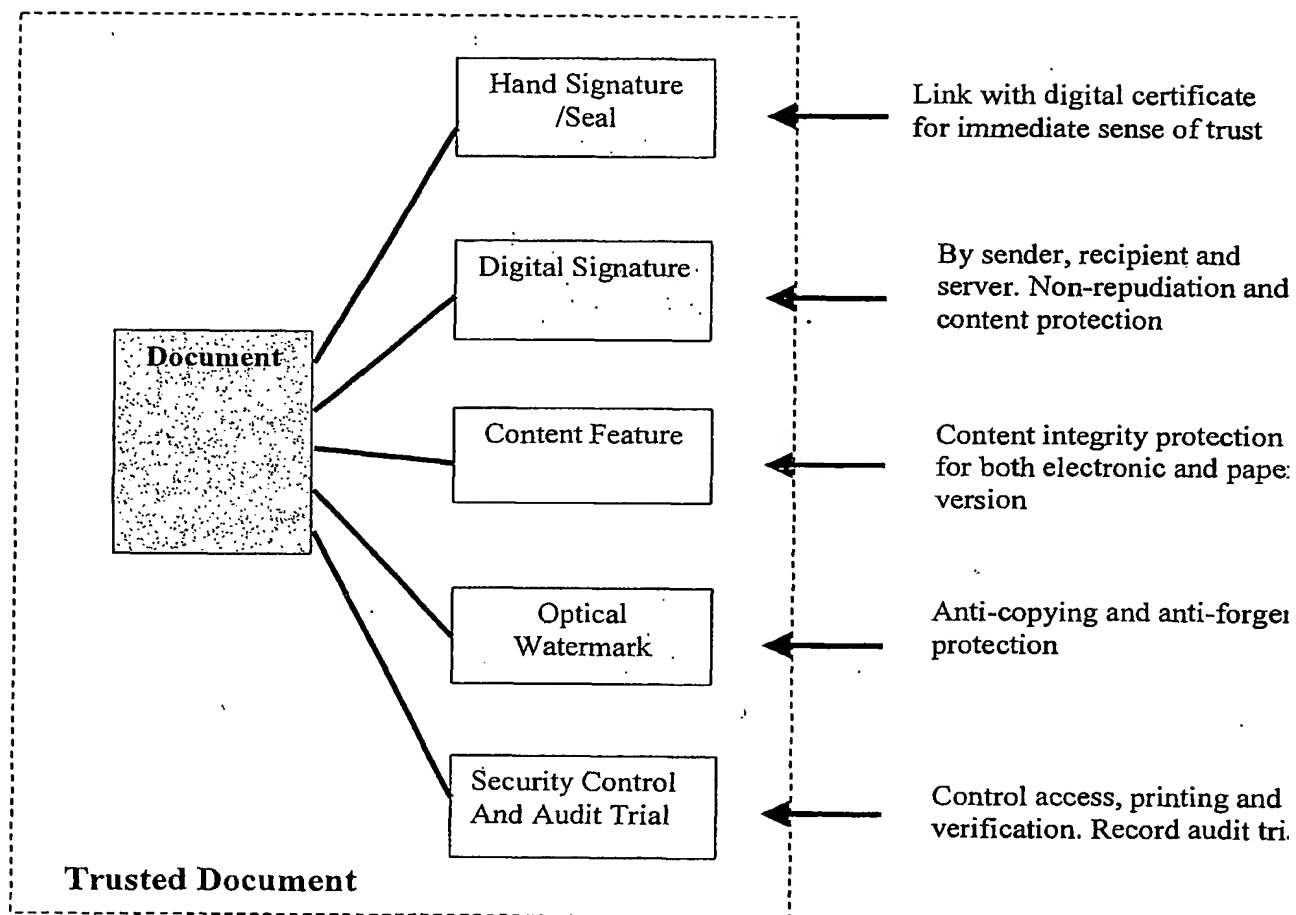 Hand Signature
/Seal
Link with digital certificate
for immediate sense of trust
Digital Signature
By sender, recipient and
server. Non-repudiation and
content protection
Document
Content Feature
Content integrity protection
for both electronic and pape
version
Optical
Watermark
Anti-copying and anti-forger
protection
Security Control
And Audit Trial
Control access, printing and
verification. Record audit tri
Trusted Document